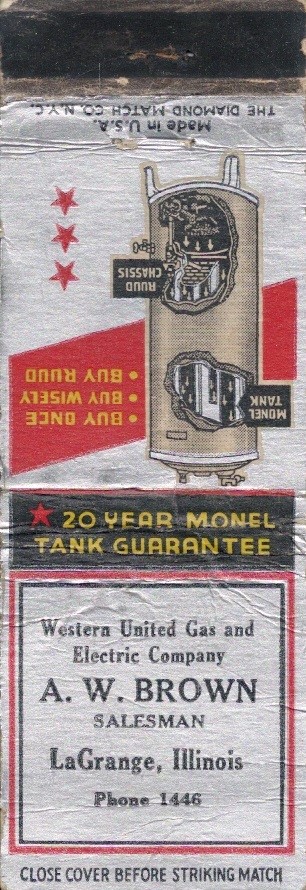 THE DIAMOND MATCH CO. N.Y.C.
Made in U.S.A.
RUUD
CHASSIS
MONEL
TANK
• BUY ONCE
• BUY WISELY
• BUY RUUD
20 YEAR MONEL
TANK GUARANTEE
Western United Gas and
Electric Company
A. W. BROWN
SALESMAN
LaGrange, Illinois
Phone 1446
CLOSE COVER BEFORE STRIKING MATCH